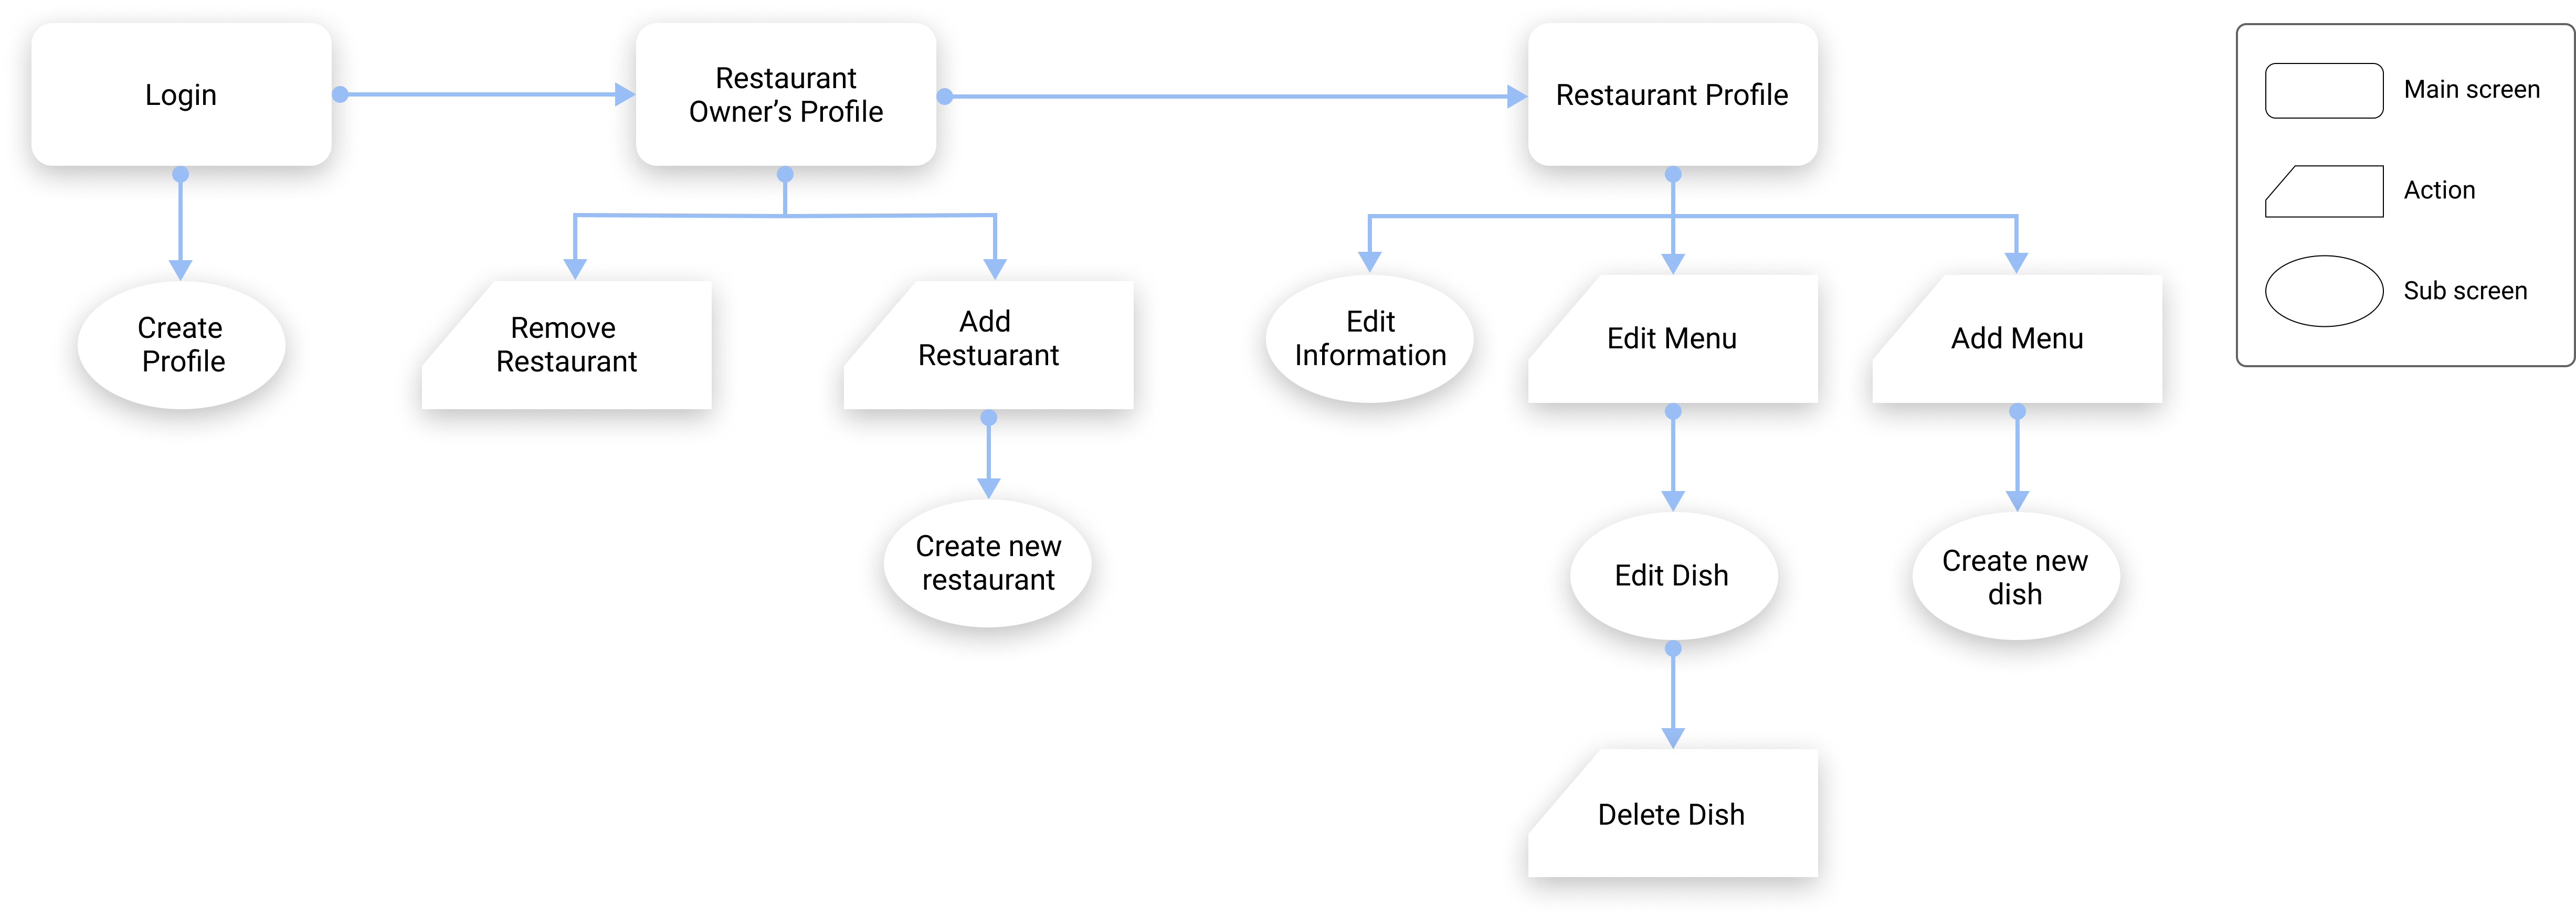 Login
Restaurant
Owner’s Profile
Restaurant Profile
Main screen
Action
Sub screen
Create
Profile
Remove
Restaurant
Add
Restuarant
Edit
Information
Edit Menu
Add Menu
Create new
restaurant
Edit Dish
Create new
dish
Delete Dish